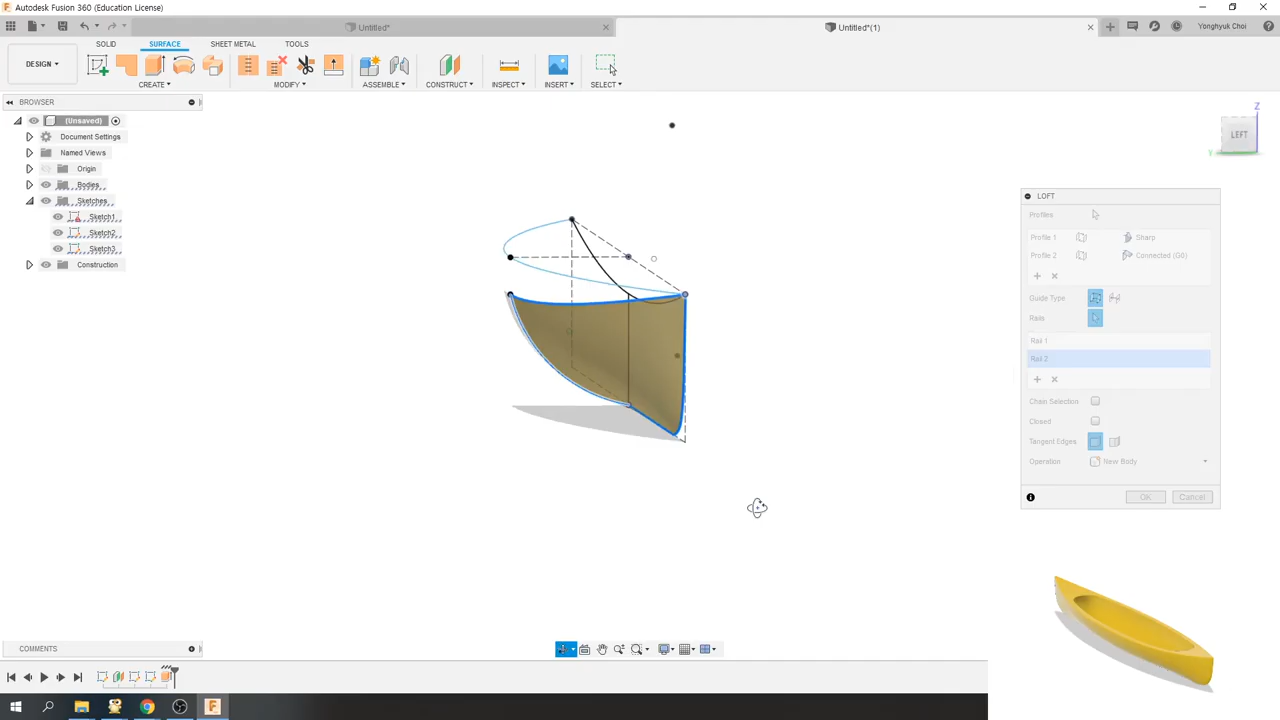 Autodesk Fusion 360 (Education License)
Untitled*
Untitled*(1)
Yonghyuk Choi
DESIGN
SOLID
SURFACE
SHEET METAL
TOOLS
CREATE
MODIFY
ASSEMBLE
CONSTRUCT
INSPECT
INSERT
SELECT
BROWSER
(Unsaved)
Document Settings
Named Views
Origin
Bodies
Sketches
Sketch1
Sketch2
Sketch3
Construction
Z
LEFT
Y
LOFT
Profiles
Profile 1
Sharp
Profile 2
Connected (G0)
Guide Type
Rails
Rail 1
Rail 2
Chain Selection
Closed
Tangent Edges
Operation
New Body
OK
Cancel
COMMENTS